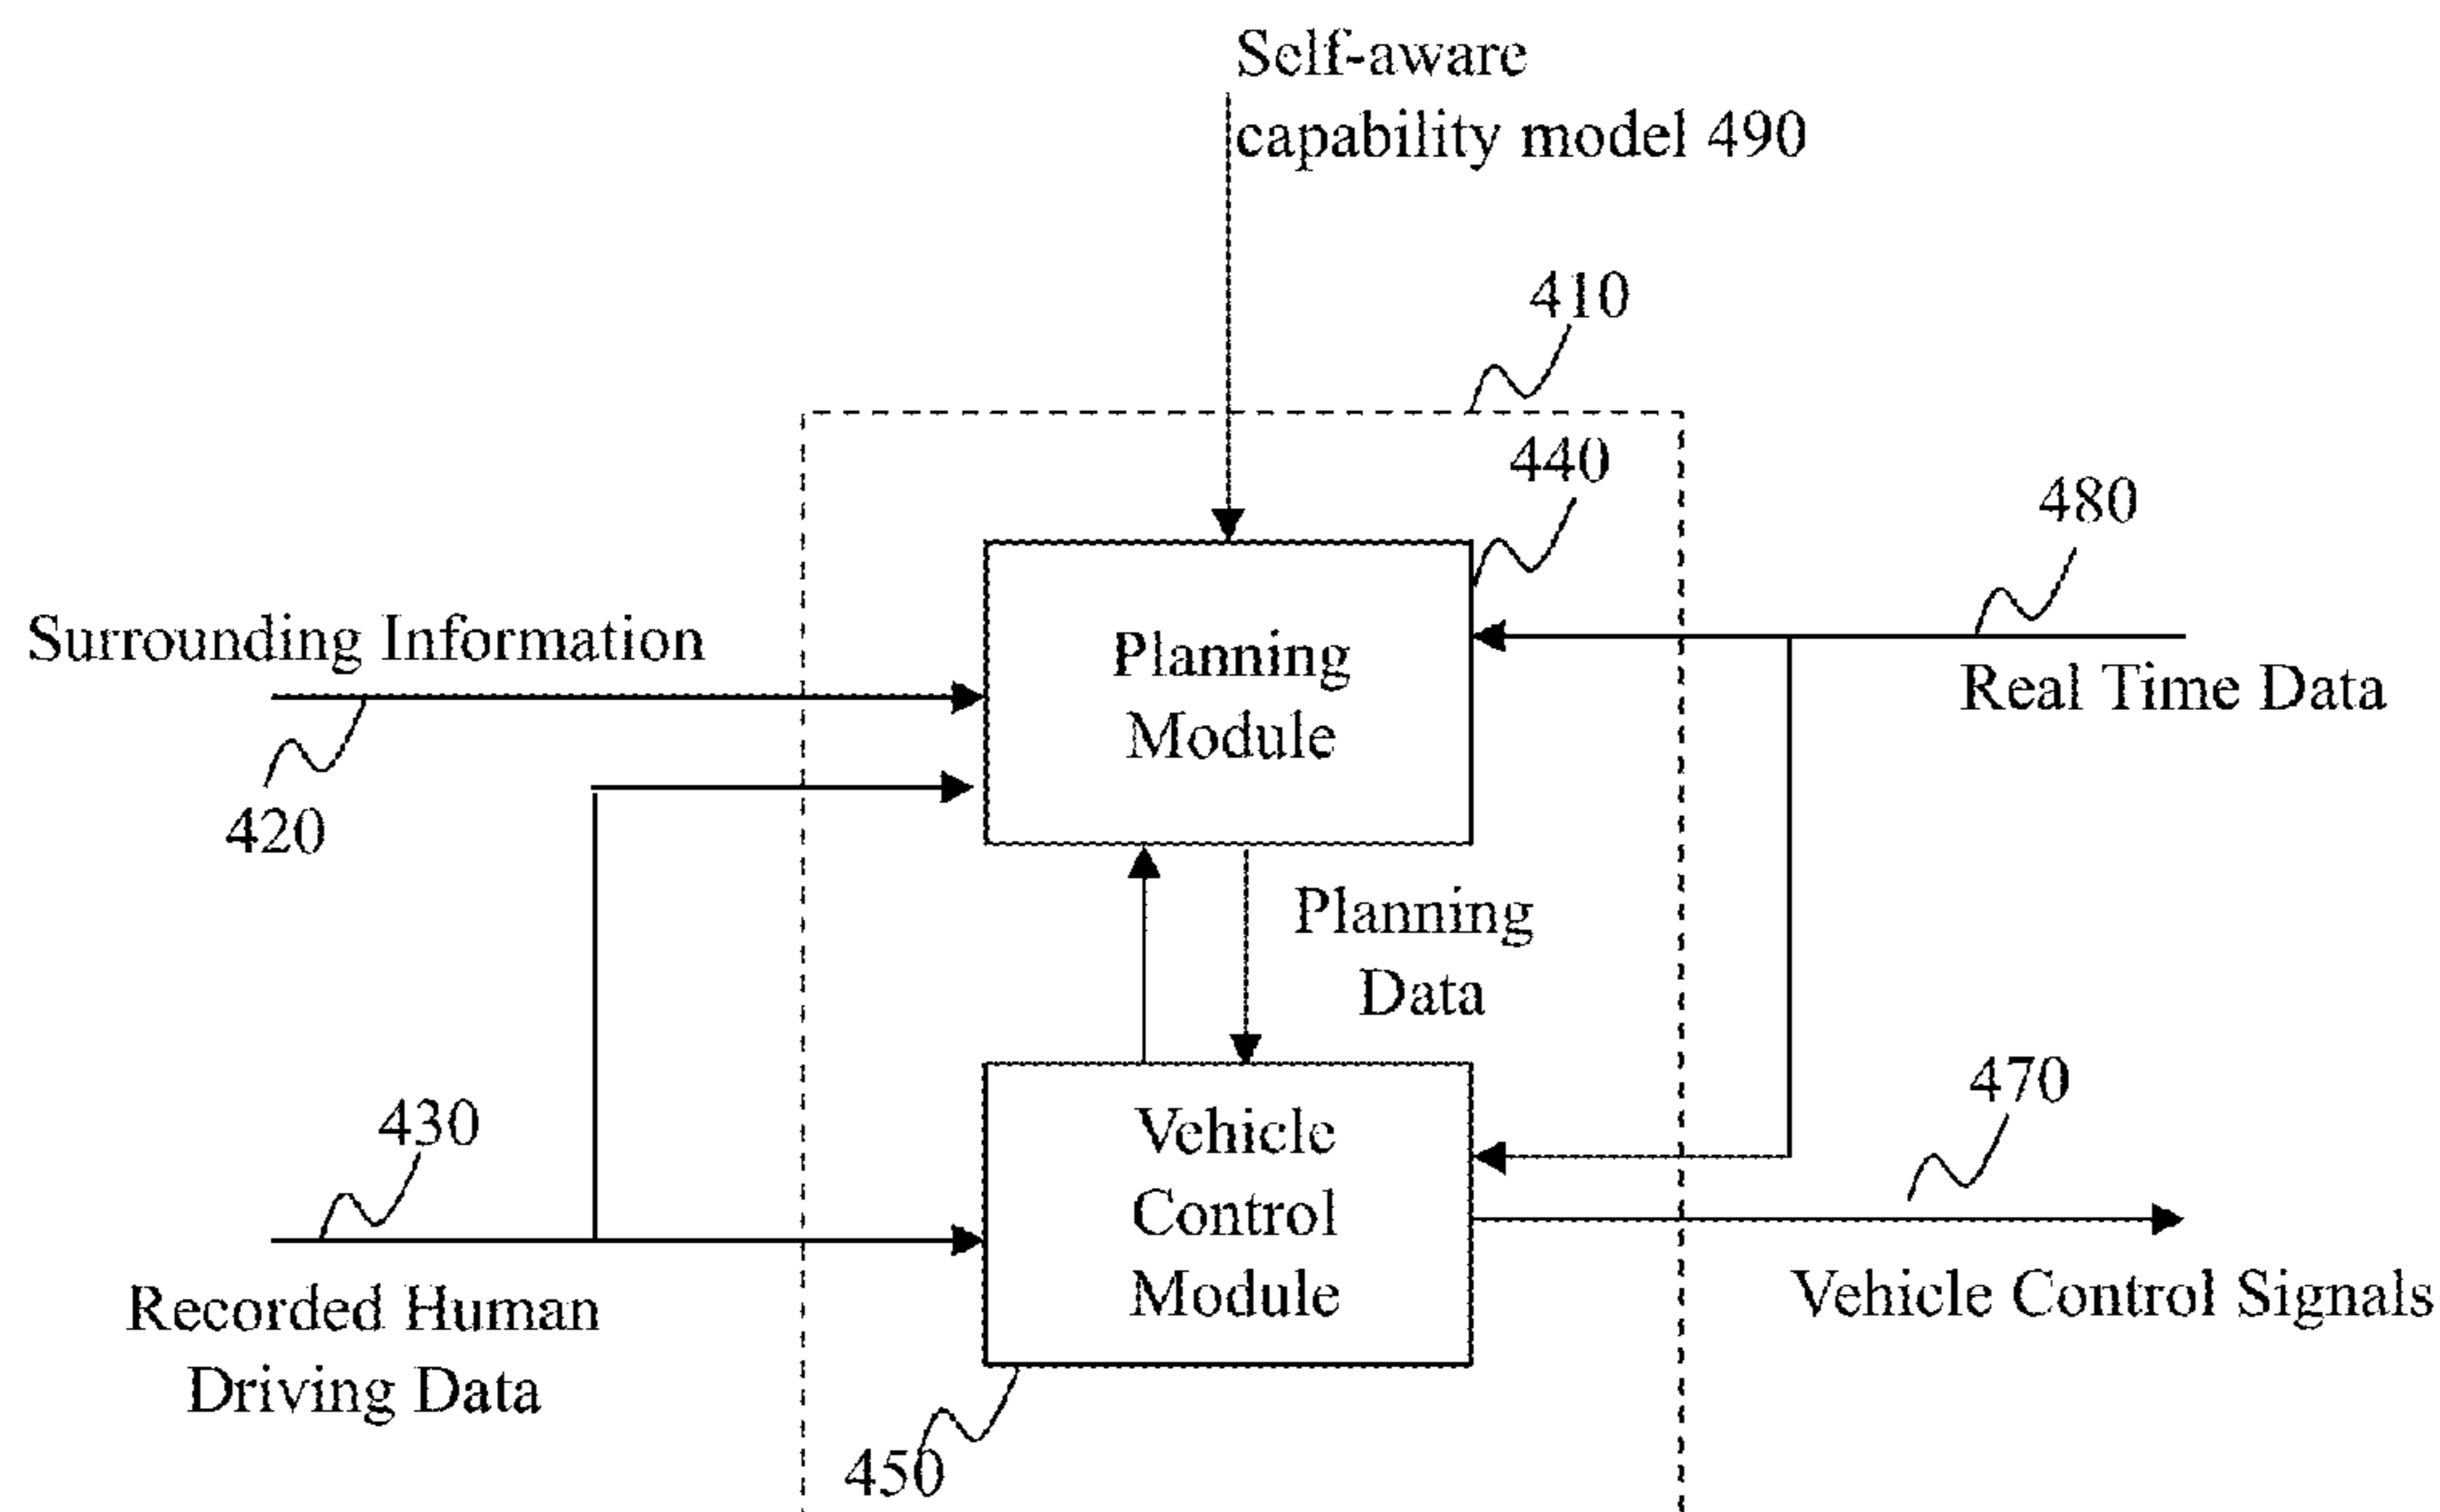 Self-aware
capability model 490
410
440
480
Surrounding Information
Planning
Module
Real Time Data
420
Planning
Data
470
430
Vehicle
Control
Module
Vehicle Control Signals
Recorded Human
Driving Data
450